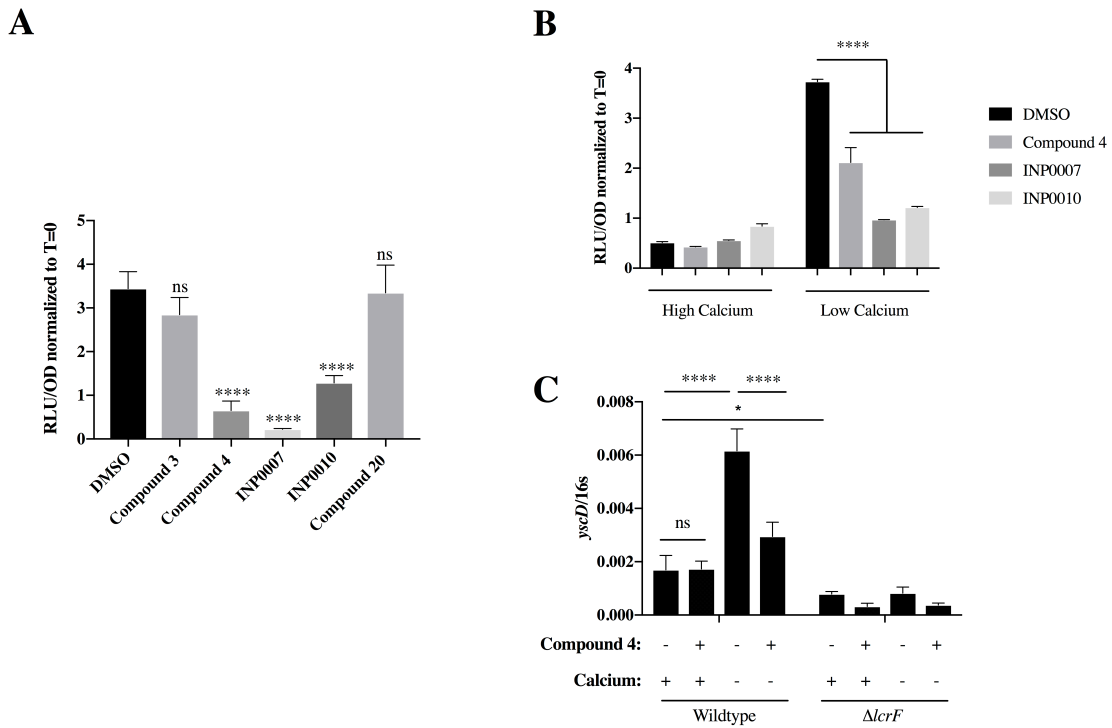 A
RLU/OD normalized to T=0
5
4
3
2
1
0
ns
****
****
****
ns
DMSO
Compound 3
Compound 4
INP0007
INP0010
Compound 20
B
RLU/OD normalized to T=0
4
3
2
1
0
****
High Calcium
Low Calcium
DMSO
Compound 4
INP0007
INP0010
C
yscD/16s
0.008
0.006
0.004
0.002
0.000
**** ****
*
ns
Compound 4: - + - + - + - +
Calcium: + + - - + + - -
Wildtype ΔlcrF